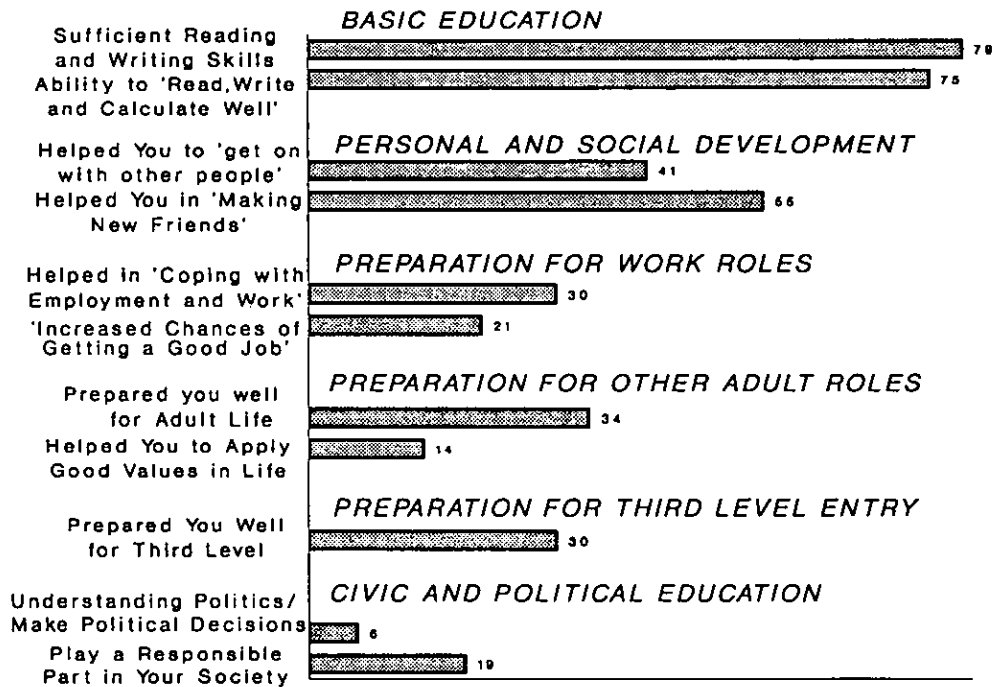 BASIC EDUCATION
Sufficient Reading
and Writing Skills
79
Ability to 'Read,Write
and Calculate Well'
75
PERSONAL AND SOCIAL DEVELOPMENT
Helped You to 'get on
with other people'
41
Helped You in 'Making
New Friends'
55
PREPARATION FOR WORK ROLES
Helped in 'Coping with
Employment and Work'
30
'Increased Chances of
Getting a Good Job'
21
PREPARATION FOR OTHER ADULT ROLES
Prepared you well
for Adult Life
34
Helped You to Apply
Good Values in Life
14
PREPARATION FOR THIRD LEVEL ENTRY
Prepared You Well
for Third Level
30
CIVIC AND POLITICAL EDUCATION
Understanding Politics/
Make Political Decisions
6
Play a Responsible
Part in Your Society
19